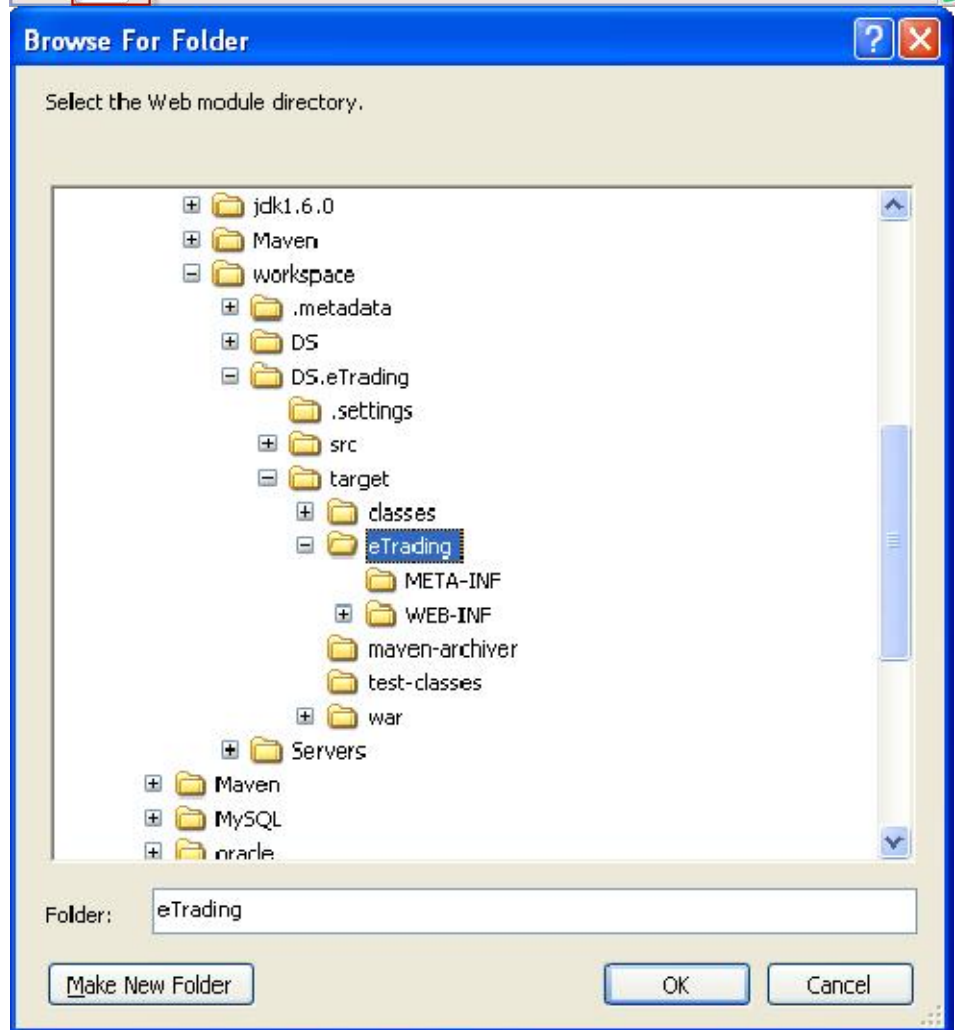 Browse For Folder
Select the Web module directory.
jdk1.6.0
Maven
workspace
.metadata
DS
DS.eTrading
.settings
src
target
classes
eTrading
META-INF
WEB-INF
maven-archiver
test-classes
war
Servers
Maven
MySQL
oracle
Folder: eTrading
Make New Folder OK Cancel